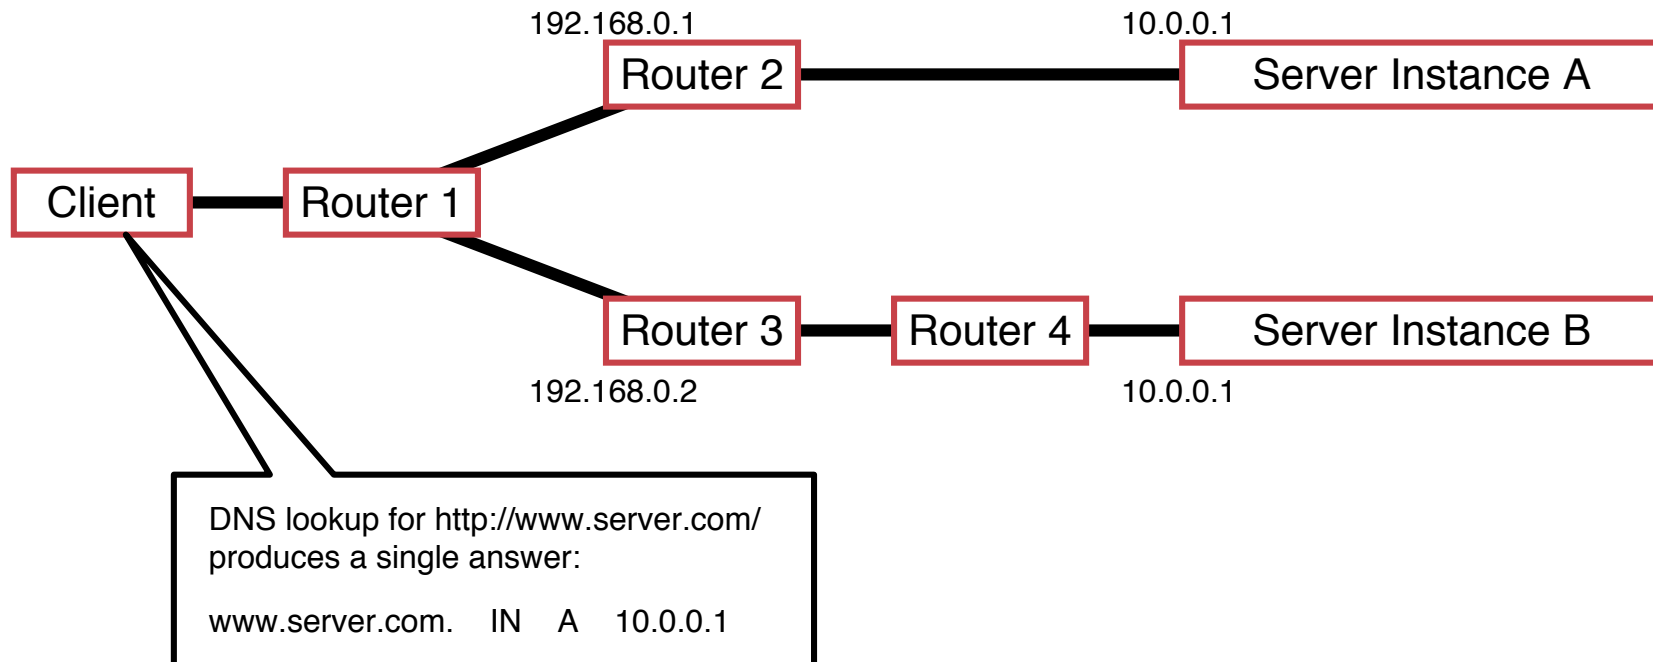 192.168.0.1
10.0.0.1
Router 2
Server Instance A
Client
Router 1
Router 3
Router 4
Server Instance B
192.168.0.2
10.0.0.1
DNS lookup for http://www.server.com/
produces a single answer:
www.server.com. IN A 10.0.0.1